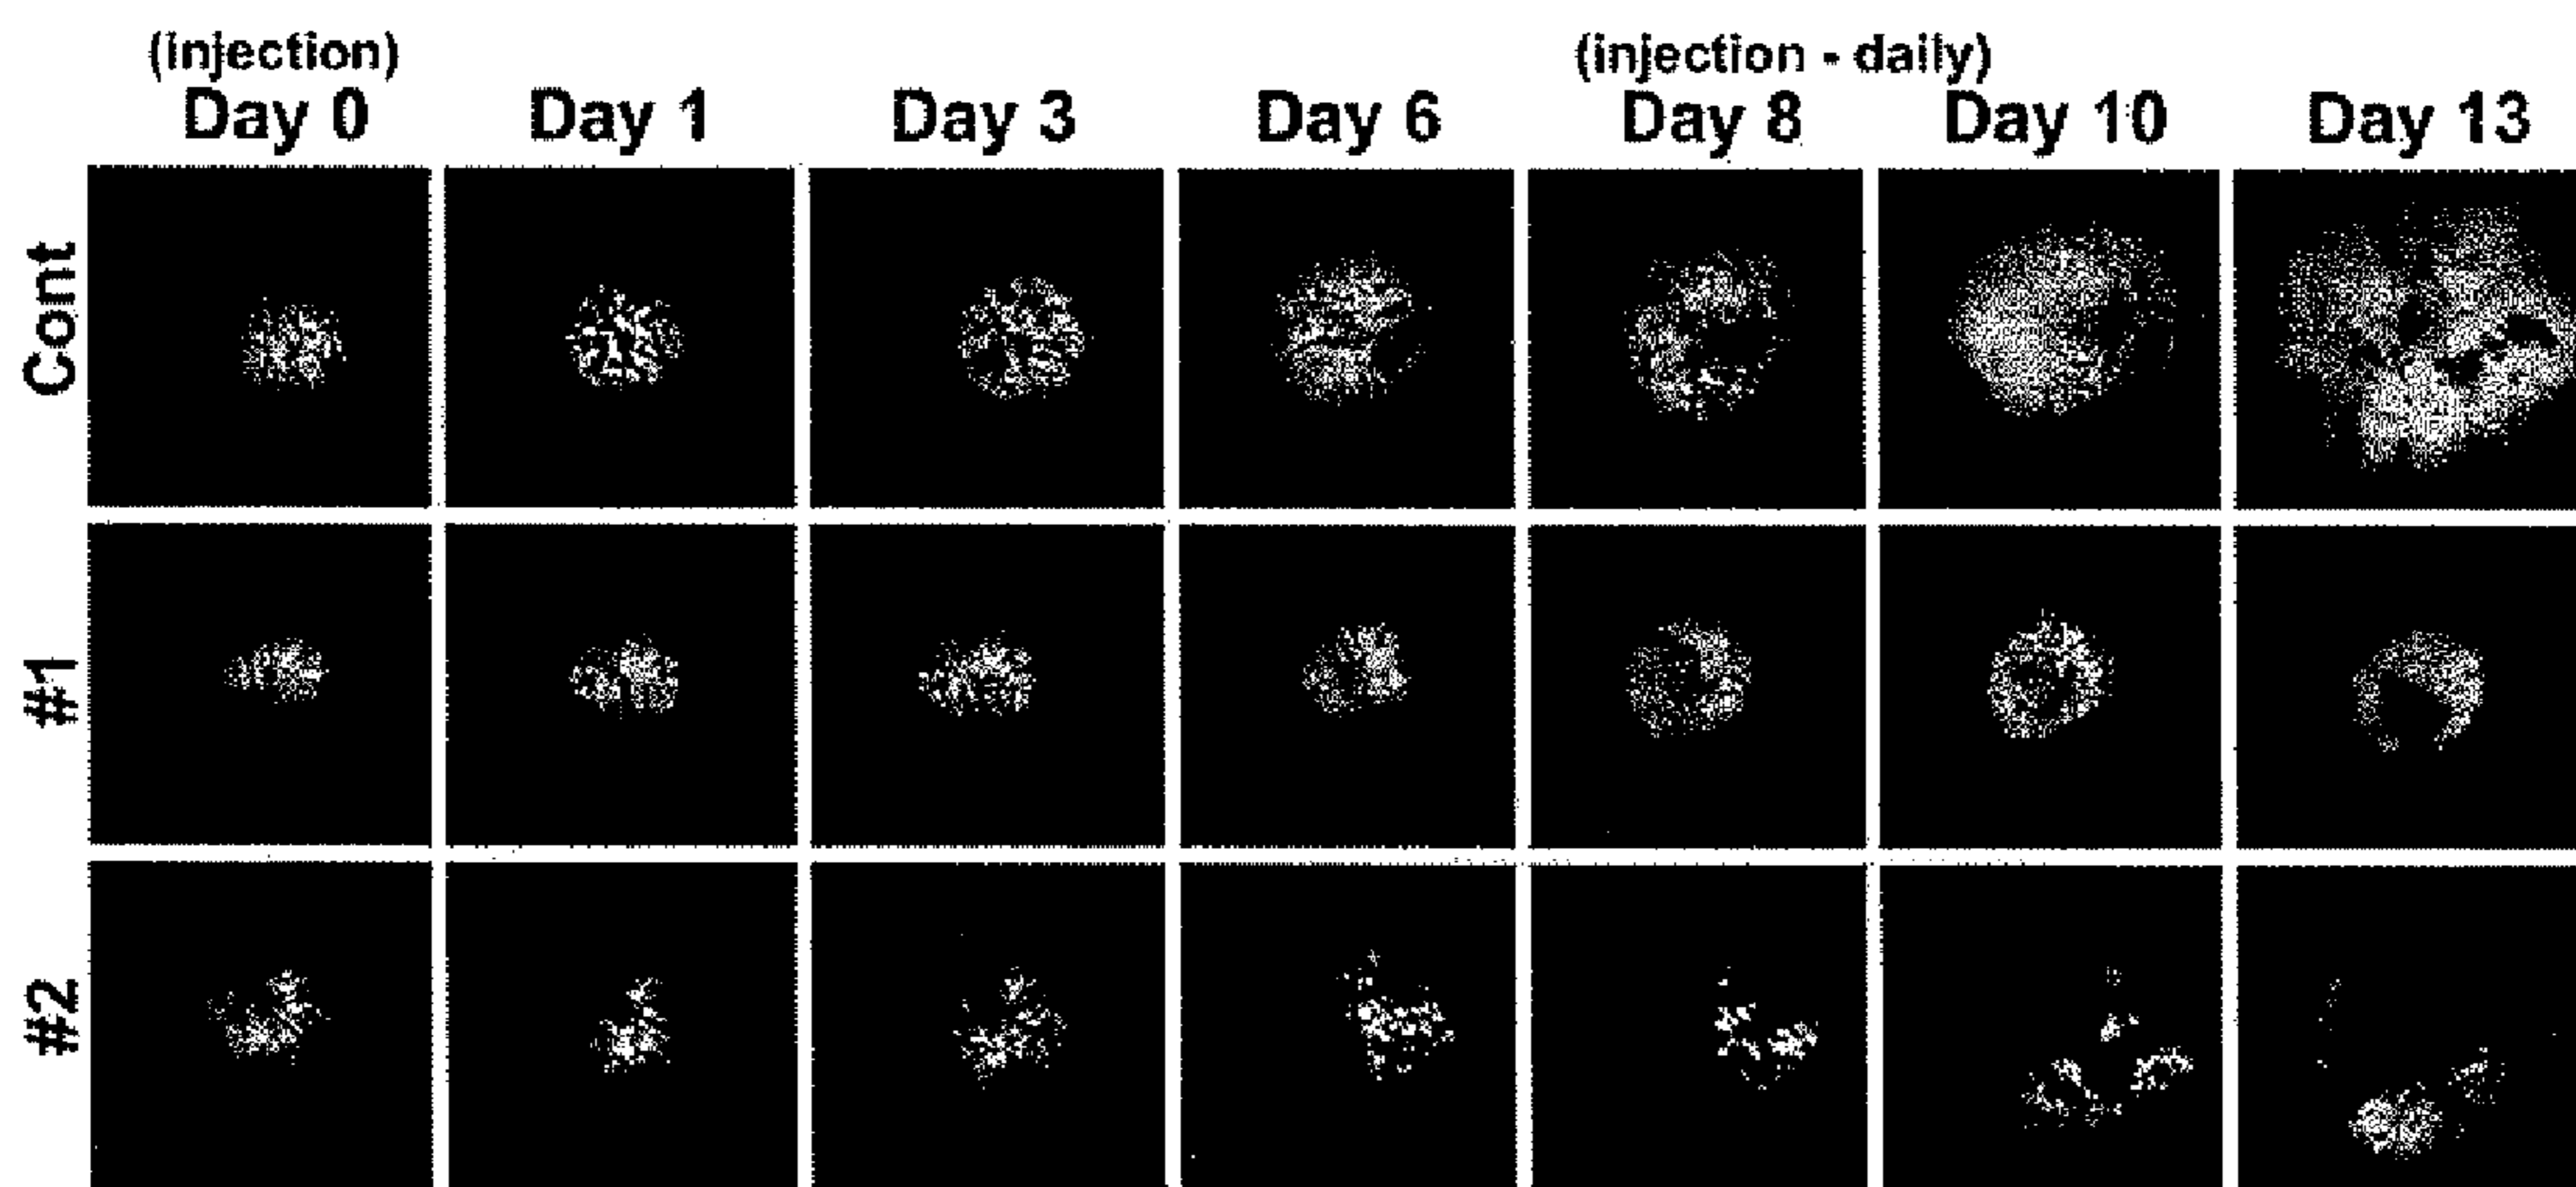 (injection) (injection - daily)
Day 0 Day 1 Day 3 Day 6 Day 8 Day 10 Day 13
Cont
#1
#2